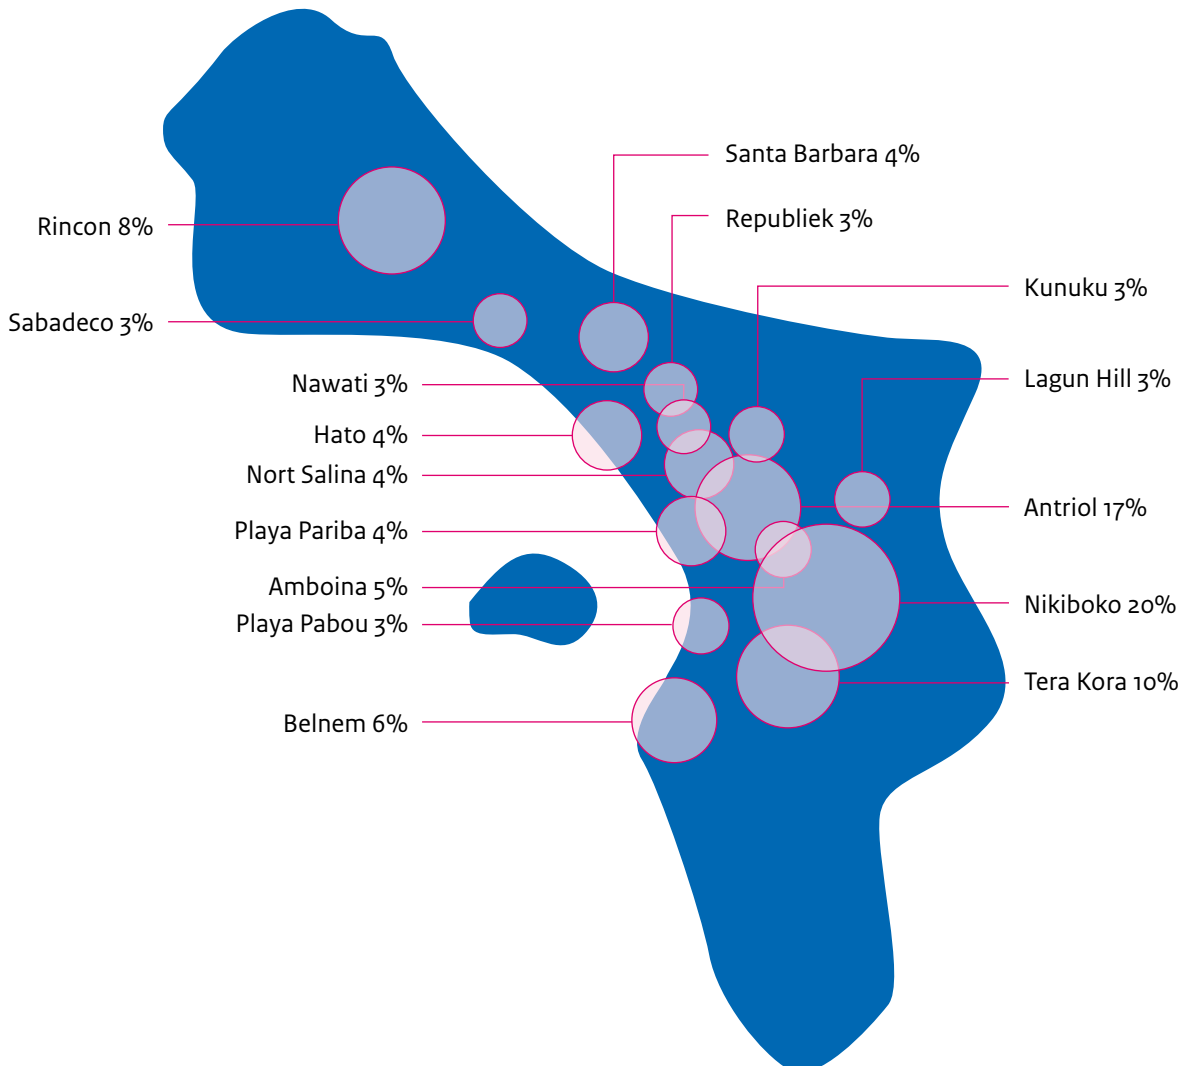 Santa Barbara 4%
Republiek 3%
Rincon 8%
Kunuku 3%
Sabadeco 3%
Nawati 3%
Lagun Hill 3%
Hato 4%
Nort Salina 4%
Antriol 17%
Playa Pariba 4%
Amboina 5%
Nikiboko 20%
Playa Pabou 3%
Tera Kora 10%
Belnem 6%